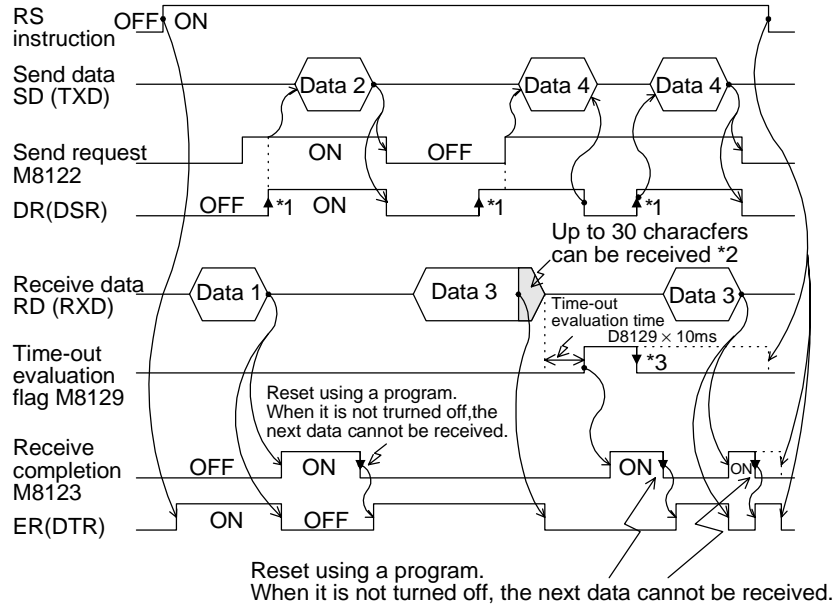 RS
instruction
OFF ON
Send data
SD (TXD)
Data 2
Data 4
Data 4
Send request
M8122
ON
OFF
DR(DSR)
OFF
*1
ON
*1
*1
Up to 30 characfers
can be received *2
Receive data
RD (RXD)
Data 1
Data 3
Data 3
Time-out
evaluation time
D8129 × 10ms
Time-out
evaluation
flag M8129
*3
Reset using a program.
When it is not trurned off,the
next data cannot be received.
Receive
completion
M8123
OFF
ON
ON
ON
ER(DTR)
ON
OFF
Reset using a program.
When it is not turned off, the next data cannot be received.